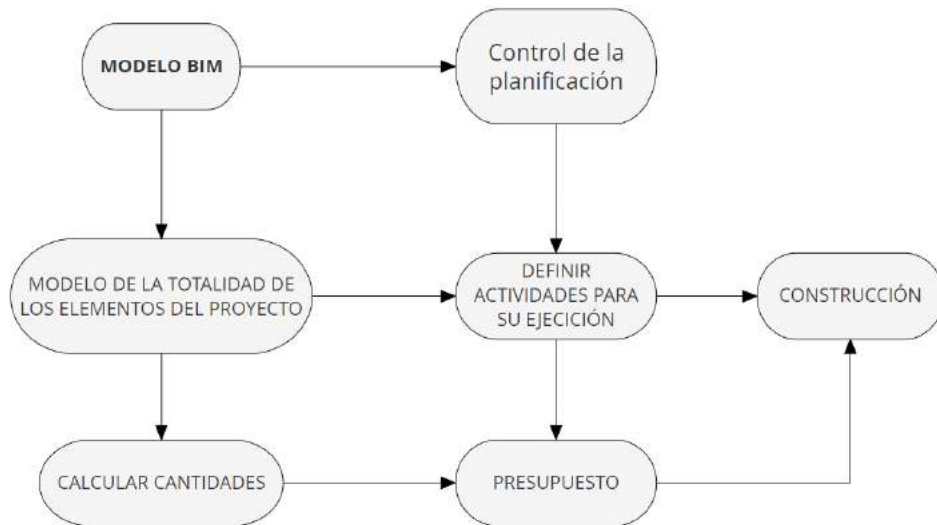 MODELO BIM
Control de la
planificación
MODELO DE LA TOTALIDAD DE
LOS ELEMENTOS DEL PROYECTO
DEFINIR
ACTIVIDADES PARA
SU EJECICIÓN
CONSTRUCCIÓN
CALCULAR CANTIDADES
PRESUPUESTO